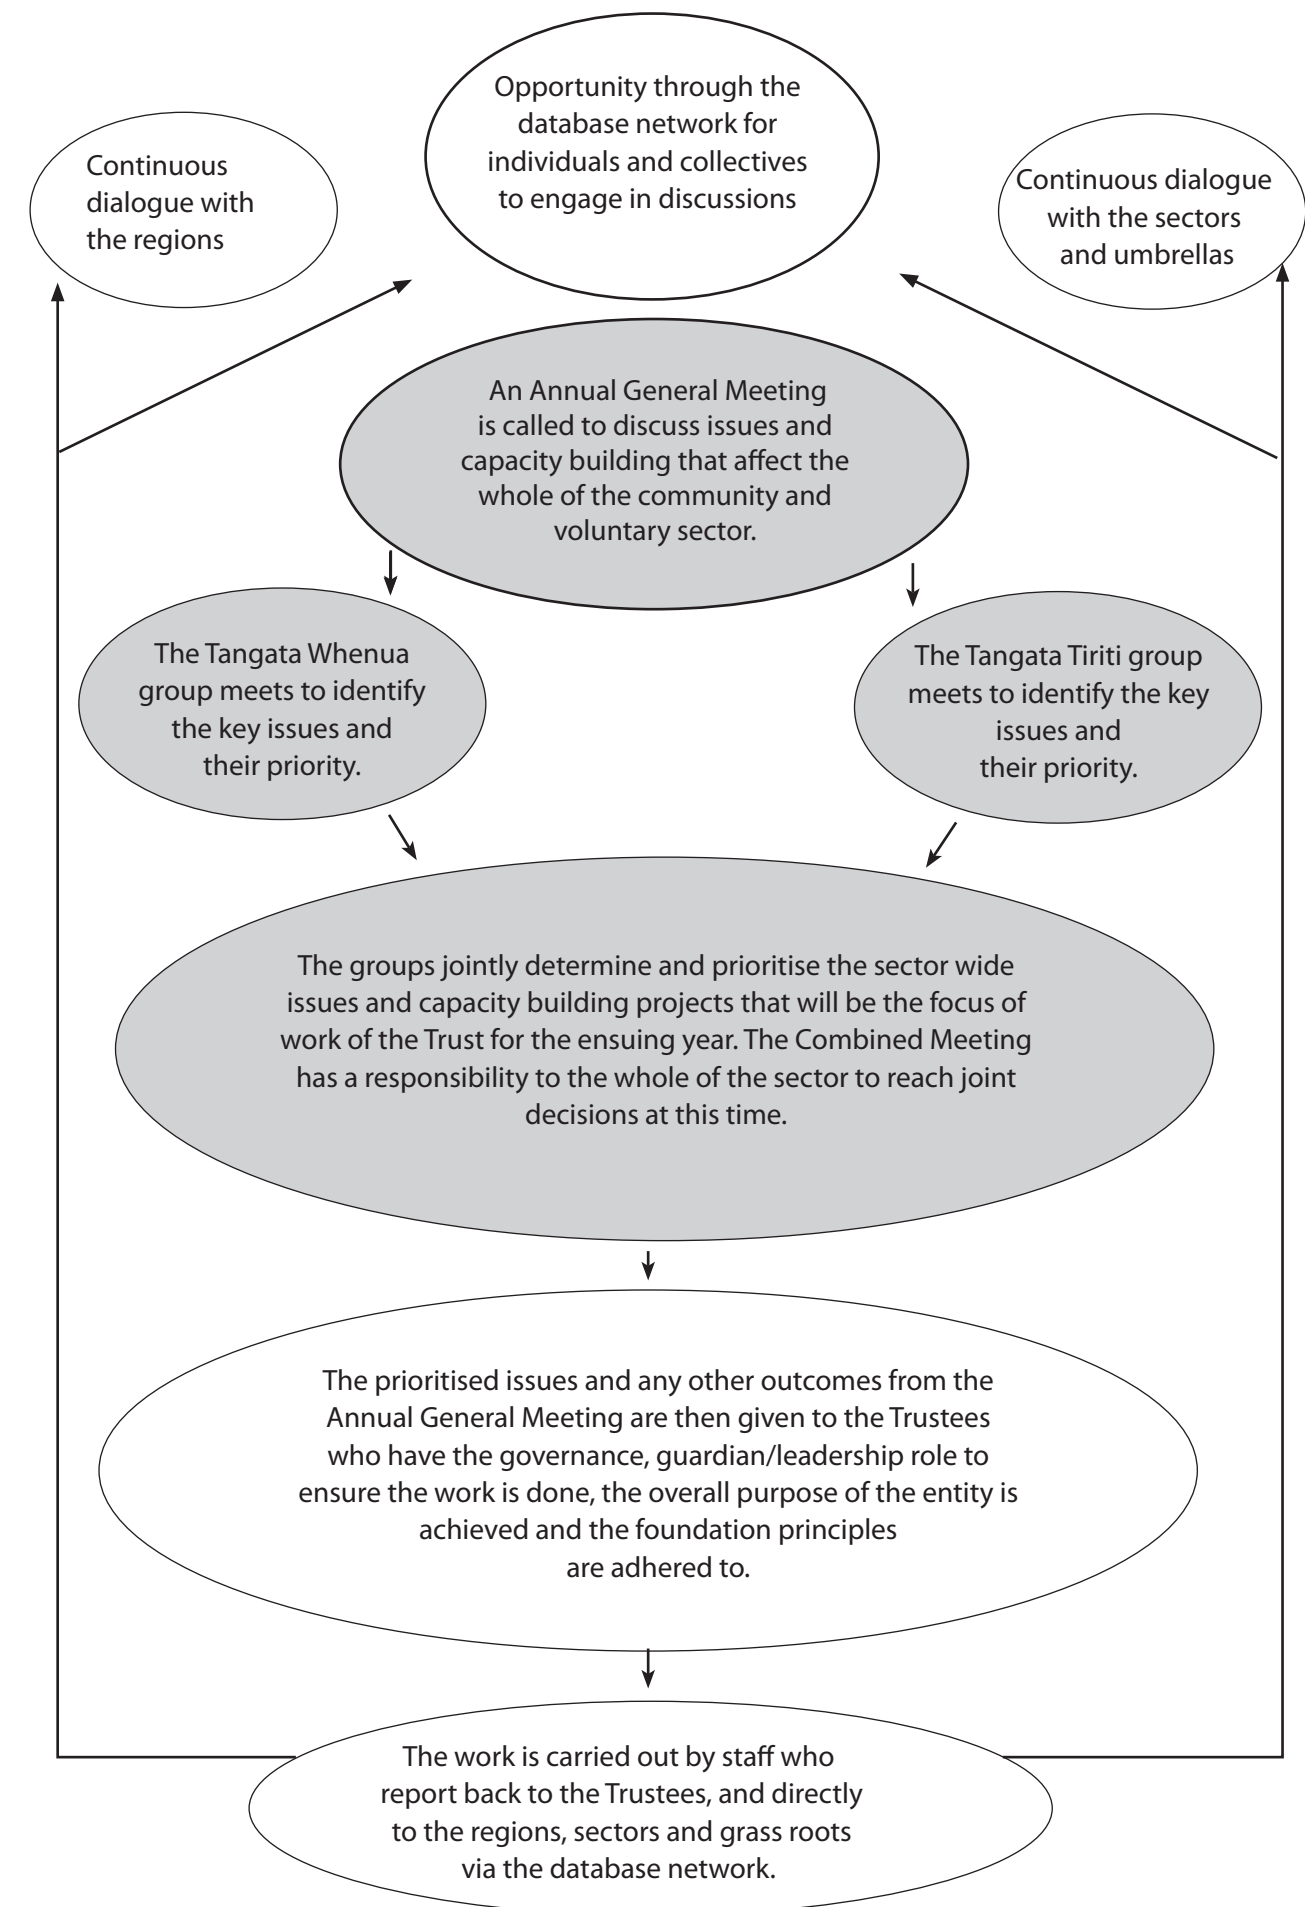 Opportunity through the
database network for
individuals and collectives
to engage in discussions
Continuous
dialogue with
the regions
Continuous dialogue
with the sectors
and umbrellas
An Annual General Meeting
is called to discuss issues and
capacity building that affect the
whole of the community and
voluntary sector.
The Tangata Whenua
group meets to identify
the key issues and
their priority.
The Tangata Tiriti group
meets to identify the key
issues and
their priority.
The groups jointly determine and prioritise the sector wide
issues and capacity building projects that will be the focus of
work of the Trust for the ensuing year. The Combined Meeting
has a responsibility to the whole of the sector to reach joint
decisions at this time.
The prioritised issues and any other outcomes from the
Annual General Meeting are then given to the Trustees
who have the governance, guardian/leadership role to
ensure the work is done, the overall purpose of the entity is
achieved and the foundation principles
are adhered to.
The work is carried out by staff who
report back to the Trustees, and directly
to the regions, sectors and grass roots
via the database network.